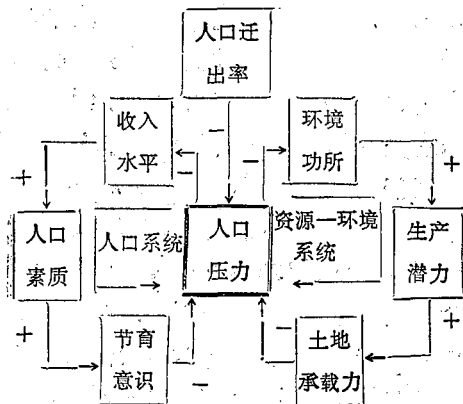 人口迁
出率
收入
水平
环境
功所
+
−
−
−
+
人口
素质
人口系统
人口
压力
资源一环境
系统
生产
潜力
+
节育
意识
−
−
土地
承载力
+